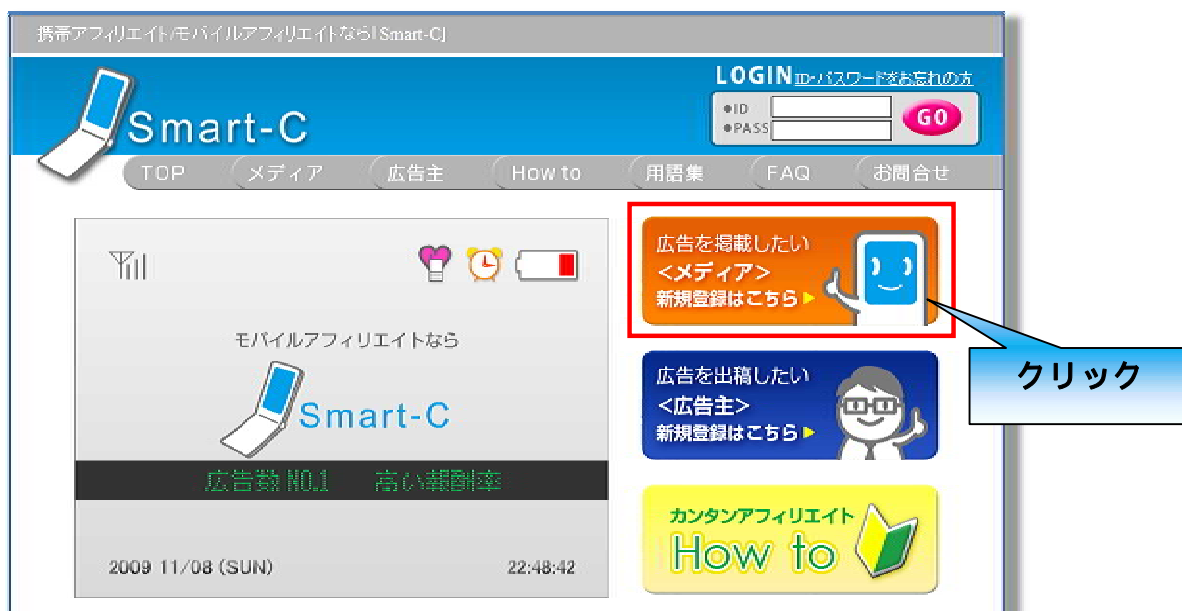 携帯アフィリエイト/モバイルアフィリエイトなら「Smart-C」
LOGIN ID・パスワードをお忘れの方
●ID
●PASS
GO
Smart-C
TOP メディア 広告主 How to 用語集 FAQ お問合せ
広告を掲載したい
<メディア>
新規登録はこちら
クリック
モバイルアフィリエイトなら
Smart-C
広告数 NO.1 高い報酬率
2009 11/08 (SUN) 22:48:42
広告を出稿したい
<広告主>
新規登録はこちら
カンタンアフィリエイト
How to